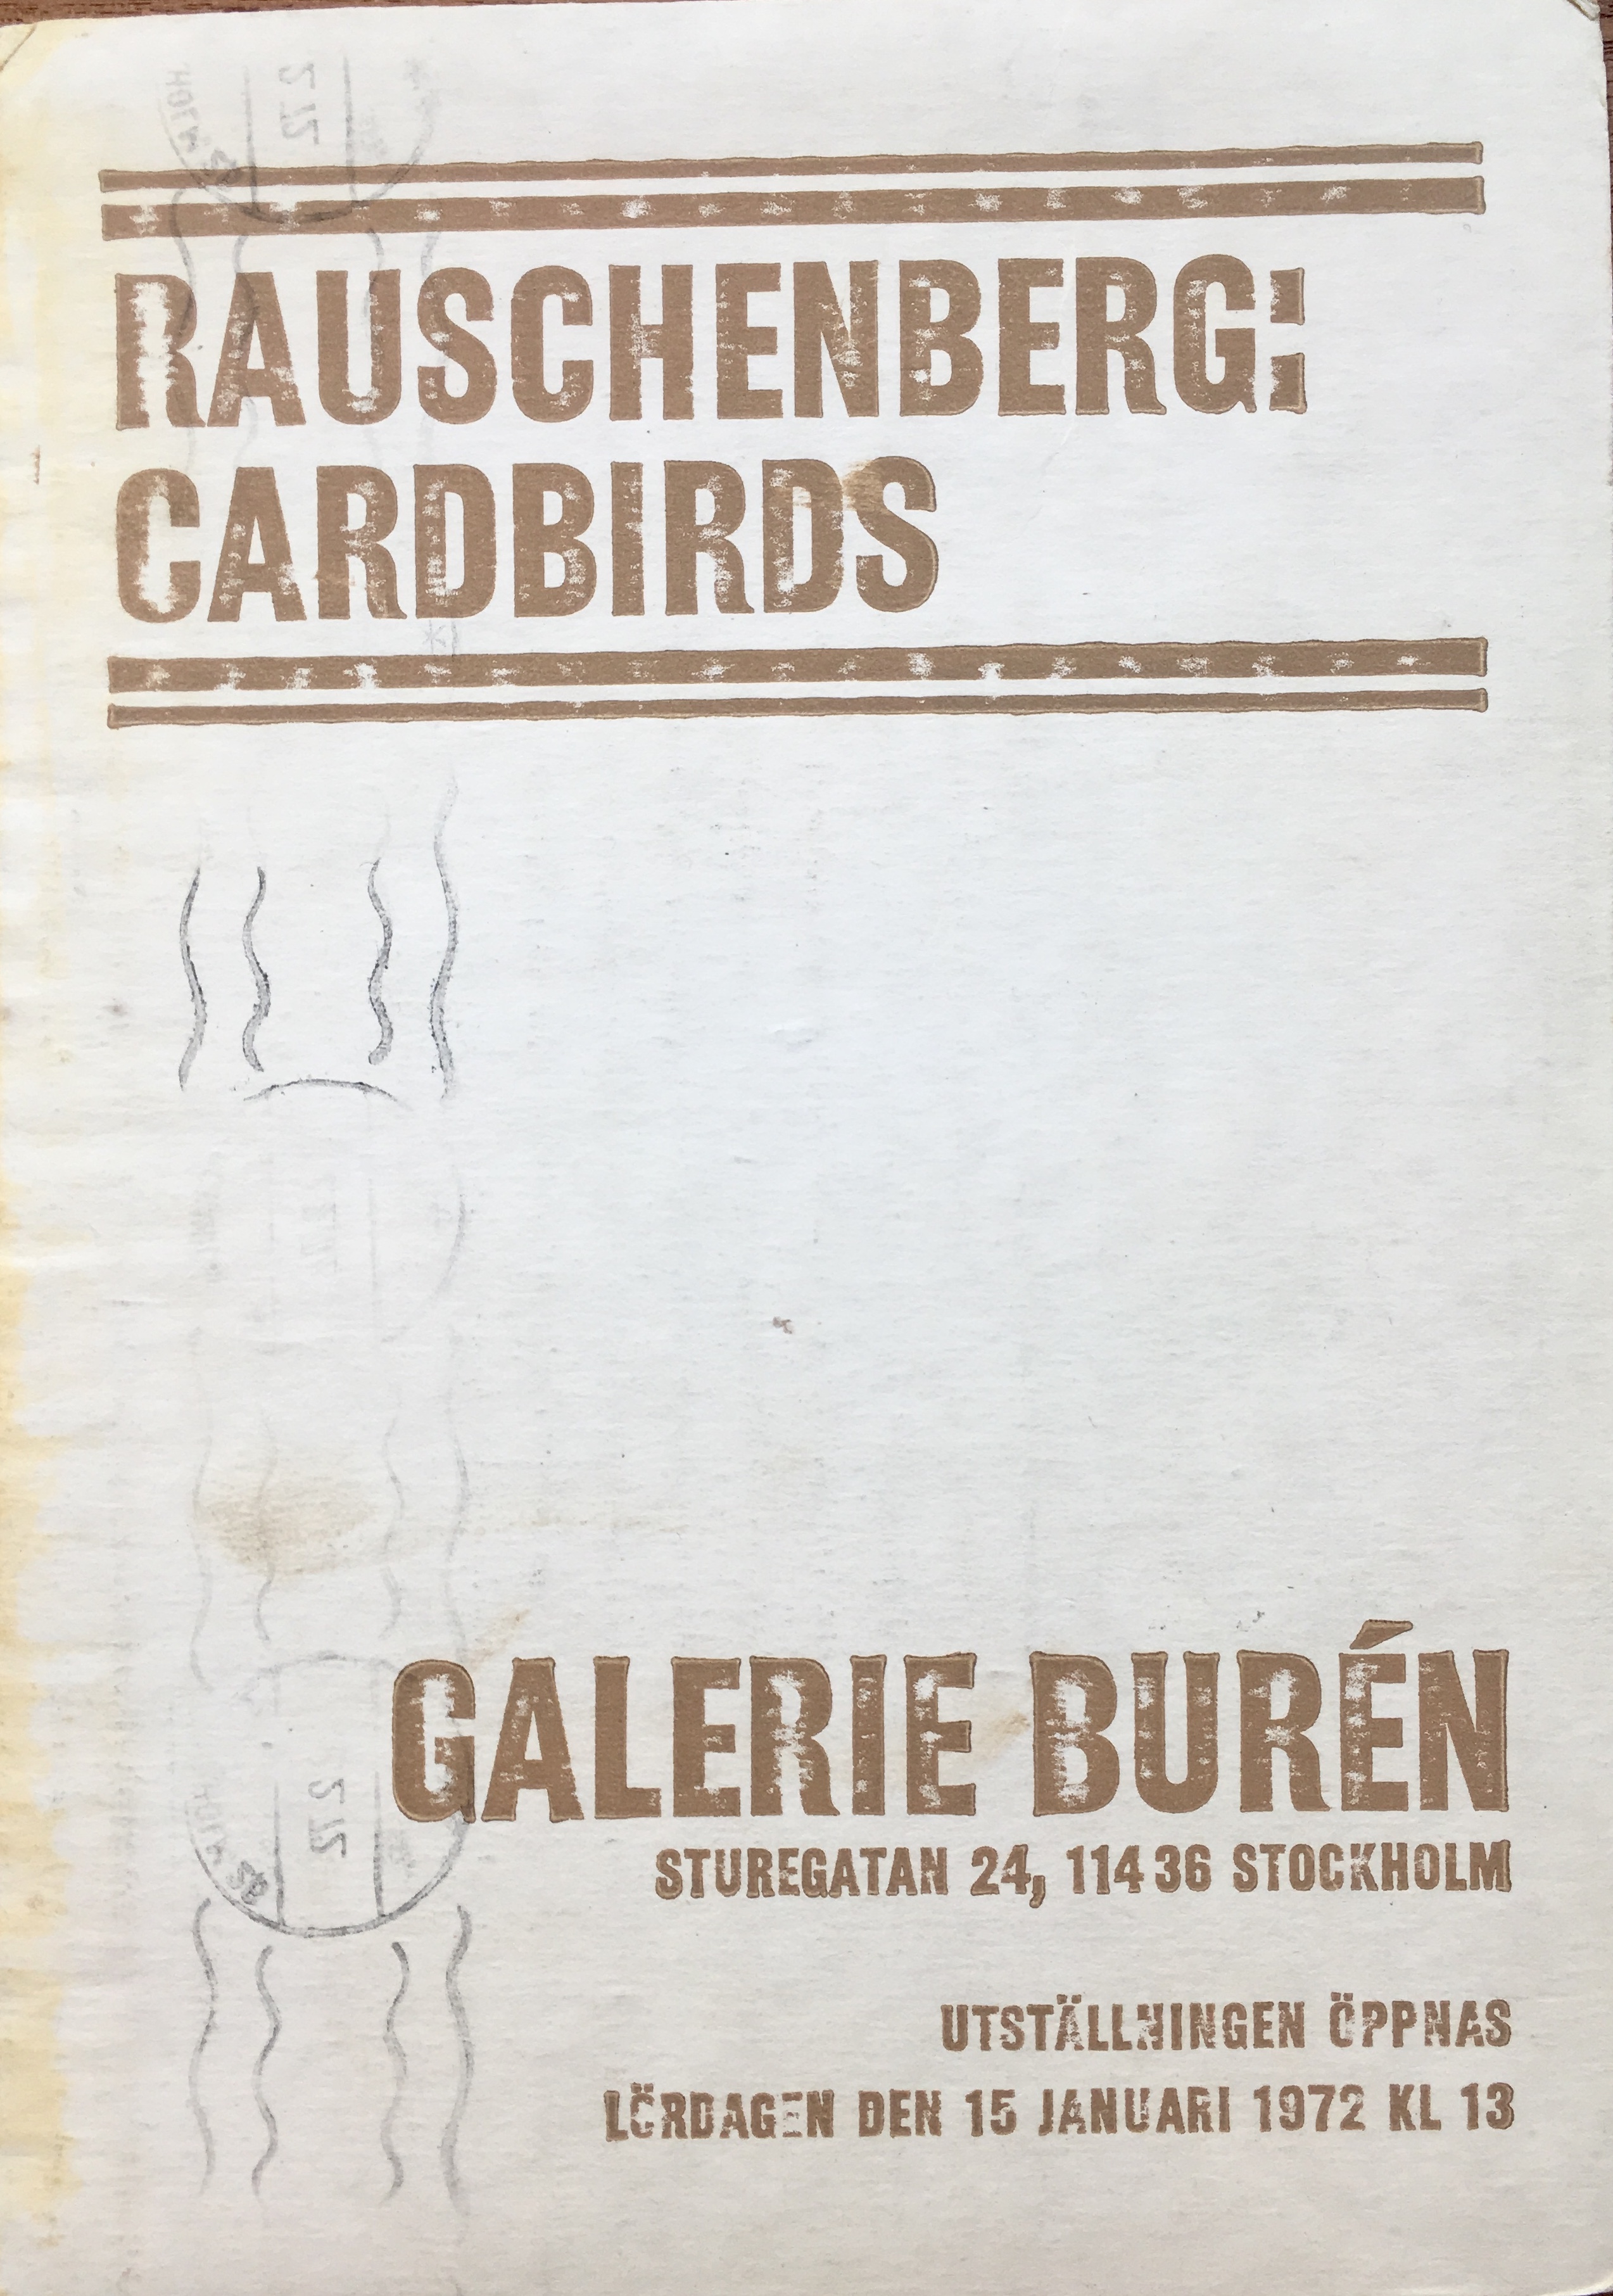 RAUSCHENBERG:
CARDBIRDS
GALERIE BURÉN
STUREGATAN 24, 114 36 STOCKHOLM
UTSTÄLLNINGEN ÖPPNAS
LÖRDAGEN DEN 15 JANUARI 1972 KL 13